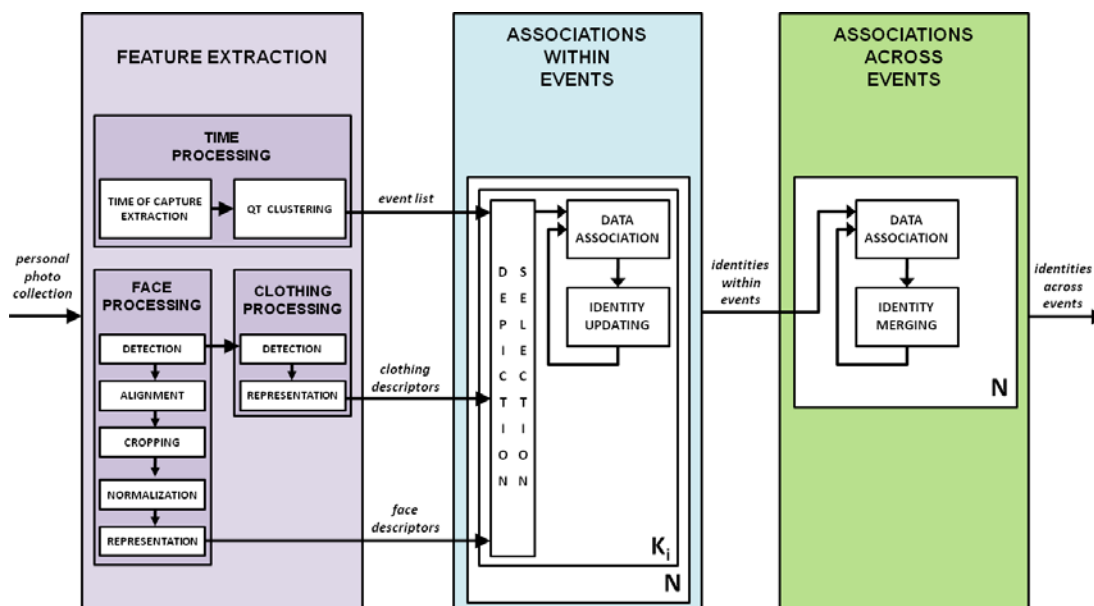 FEATURE EXTRACTION
TIME
PROCESSING
TIME OF CAPTURE
EXTRACTION
QT CLUSTERING
personal
photo
collection
FACE
PROCESSING
DETECTION
ALIGNMENT
CROPPING
NORMALIZATION
REPRESENTATION
CLOTHING
PROCESSING
DETECTION
REPRESENTATION
event list
clothing
descriptors
face
descriptors
ASSOCIATIONS
WITHIN
EVENTS
DEPICTION
SELECTION
DATA
ASSOCIATION
IDENTITY
UPDATING
Ki
N
identities
within
events
ASSOCIATIONS
ACROSS
EVENTS
DATA
ASSOCIATION
IDENTITY
MERGING
N
identities
across
events